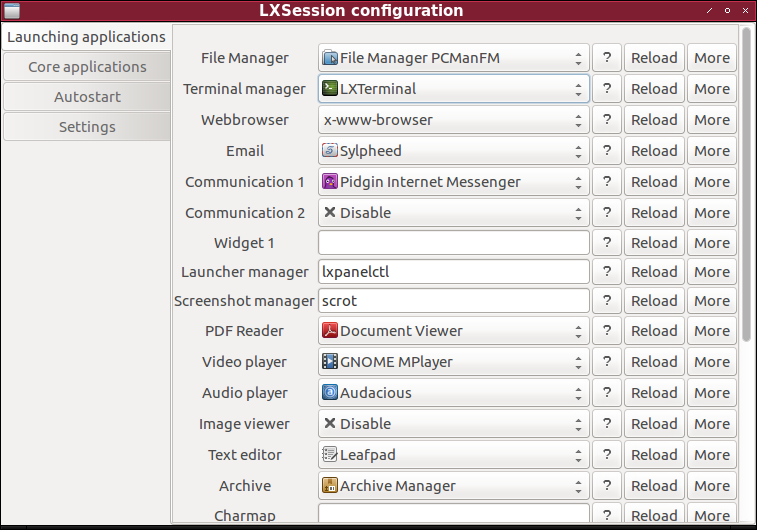 LXSession configuration
Launching applications
Core applications
Autostart
Settings
File Manager File Manager PCManFM ? Reload More
Terminal manager LXTerminal ? Reload More
Webbrowser x-www-browser ? Reload More
Email Sylpheed ? Reload More
Communication 1 Pidgin Internet Messenger ? Reload More
Communication 2 Disable ? Reload More
Widget 1 ? Reload More
Launcher manager lxpanelctl ? Reload More
Screenshot manager scrot ? Reload More
PDF Reader Document Viewer ? Reload More
Video player GNOME MPlayer ? Reload More
Audio player Audacious ? Reload More
Image viewer Disable ? Reload More
Text editor Leafpad ? Reload More
Archive Archive Manager ? Reload More
Charmap ? Reload More